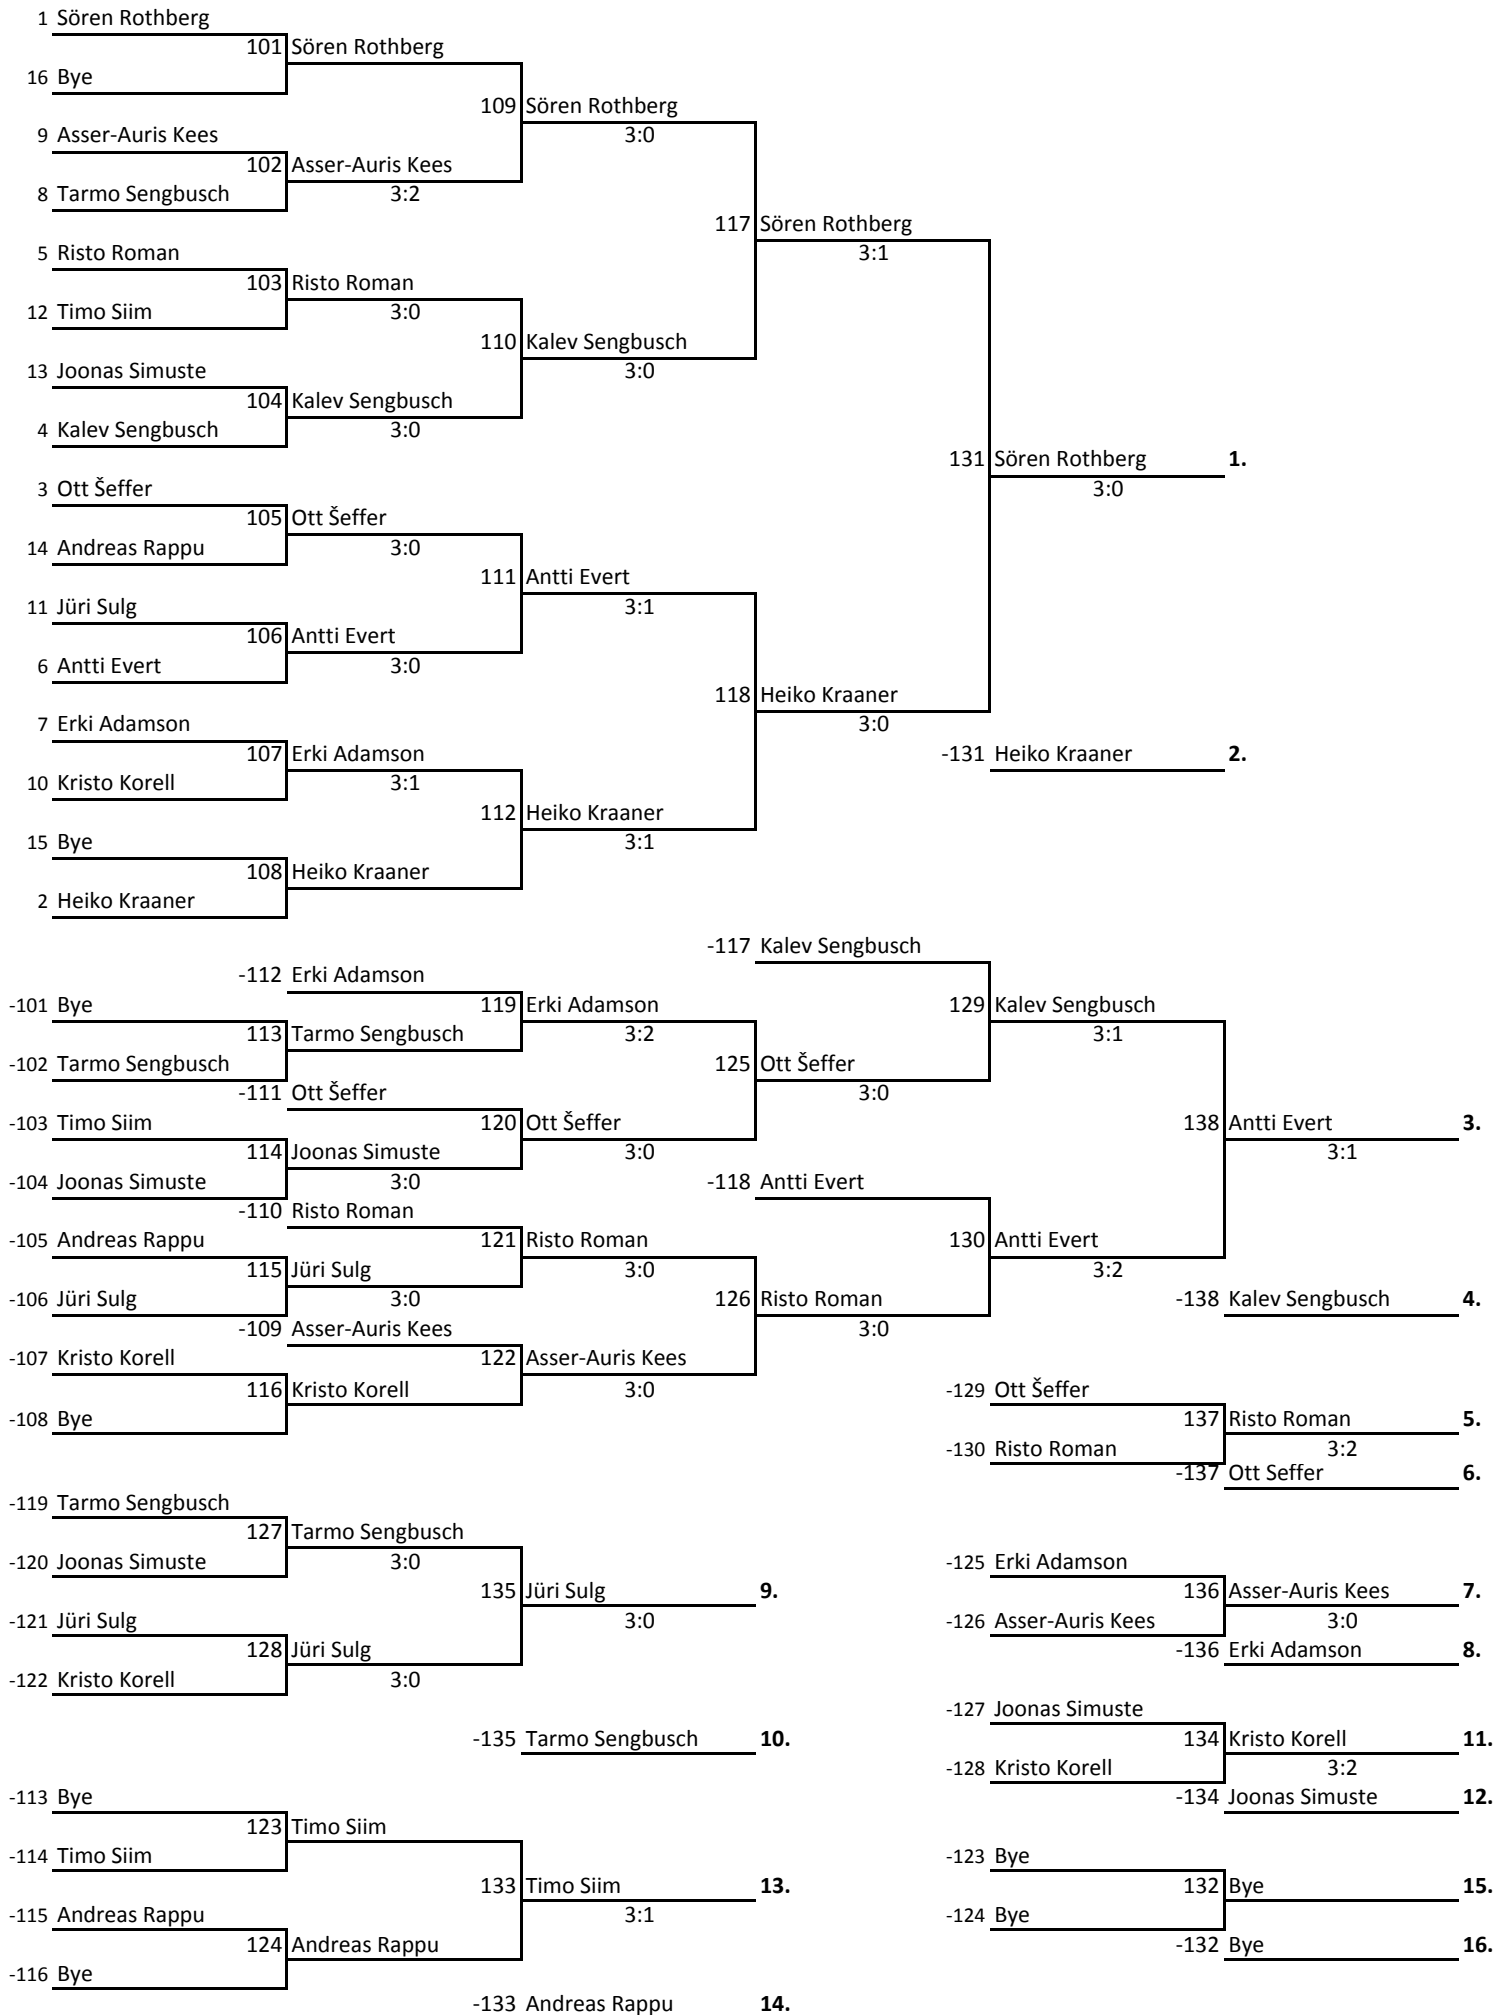 1 Sören Rothberg
101 Sören Rothberg
16 Bye
109 Sören Rothberg
9 Asser-Auris Kees 3:0
102 Asser-Auris Kees
8 Tarmo Sengbusch 3:2
117 Sören Rothberg
5 Risto Roman 3:1
103 Risto Roman
12 Timo Siim 3:0
110 Kalev Sengbusch
13 Joonas Simuste 3:0
104 Kalev Sengbusch
4 Kalev Sengbusch 3:0
131 Sören Rothberg 1.
3 Ott Šeffer 3:0
105 Ott Šeffer
14 Andreas Rappu 3:0
111 Antti Evert
11 Jüri Sulg 3:1
106 Antti Evert
6 Antti Evert 3:0
118 Heiko Kraaner
7 Erki Adamson 3:0
107 Erki Adamson -131 Heiko Kraaner 2.
10 Kristo Korell 3:1
112 Heiko Kraaner
15 Bye 3:1
108 Heiko Kraaner
2 Heiko Kraaner
-117 Kalev Sengbusch
-112 Erki Adamson
-101 Bye 119 Erki Adamson 129 Kalev Sengbusch
113 Tarmo Sengbusch 3:2 3:1
-102 Tarmo Sengbusch 125 Ott Šeffer
-111 Ott Šeffer 3:0
-103 Timo Siim 120 Ott Šeffer 138 Antti Evert 3.
114 Joonas Simuste 3:0 3:1
-104 Joonas Simuste 3:0 -118 Antti Evert
-110 Risto Roman
-105 Andreas Rappu 121 Risto Roman 130 Antti Evert
115 Jüri Sulg 3:0 3:2
-106 Jüri Sulg 3:0 126 Risto Roman -138 Kalev Sengbusch 4.
-109 Asser-Auris Kees 3:0
-107 Kristo Korell 122 Asser-Auris Kees
116 Kristo Korell 3:0 -129 Ott Šeffer
-108 Bye 137 Risto Roman 5.
-130 Risto Roman 3:2
-137 Ott Seffer 6.
-119 Tarmo Sengbusch
127 Tarmo Sengbusch
-120 Joonas Simuste 3:0 -125 Erki Adamson
135 Jüri Sulg 9. 136 Asser-Auris Kees 7.
-121 Jüri Sulg 3:0 -126 Asser-Auris Kees 3:0
128 Jüri Sulg -136 Erki Adamson 8.
-122 Kristo Korell 3:0
-127 Joonas Simuste
-135 Tarmo Sengbusch 10. 134 Kristo Korell 11.
-128 Kristo Korell 3:2
-113 Bye -134 Joonas Simuste 12.
123 Timo Siim
-114 Timo Siim -123 Bye
133 Timo Siim 13. 132 Bye 15.
-115 Andreas Rappu 3:1 -124 Bye
124 Andreas Rappu -132 Bye 16.
-116 Bye
-133 Andreas Rappu 14.